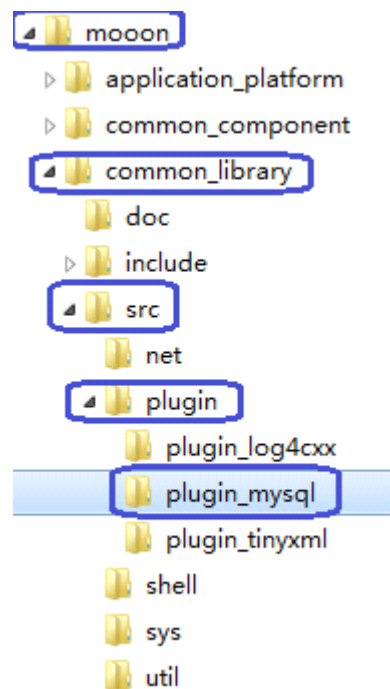 mooon
application_platform
common_component
common_library
doc
include
src
net
plugin
plugin_log4cxx
plugin_mysql
plugin_tinyxml
shell
sys
util